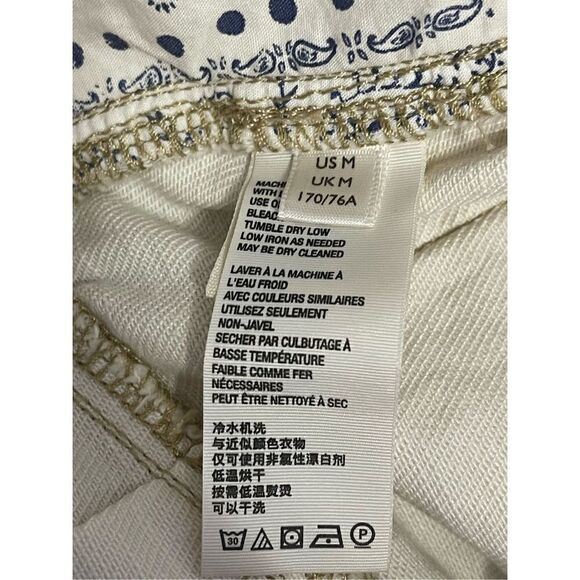 US M
UK M
170/76A
MACHI
WITH
USE O
BLEAC
TUMBLE DRY LOW
LOW IRON AS NEEDED
MAY BE DRY CLEANED
LAVER À LA MACHINE À
L'EAU FROID
AVEC COULEURS SIMILAIRES
UTILISEZ SEULEMENT
NON-JAVEL
SECHER PAR CULBUTAGE À
BASSE TEMPÉRATURE
FAIBLE COMME FER
NÉCESSAIRES
PEUT ÊTRE NETTOYÉ À SEC
冷水机洗
与近似颜色衣物
仅可使用非氯性漂白剂
低温烘干
按需低温熨烫
可以干洗
30
P